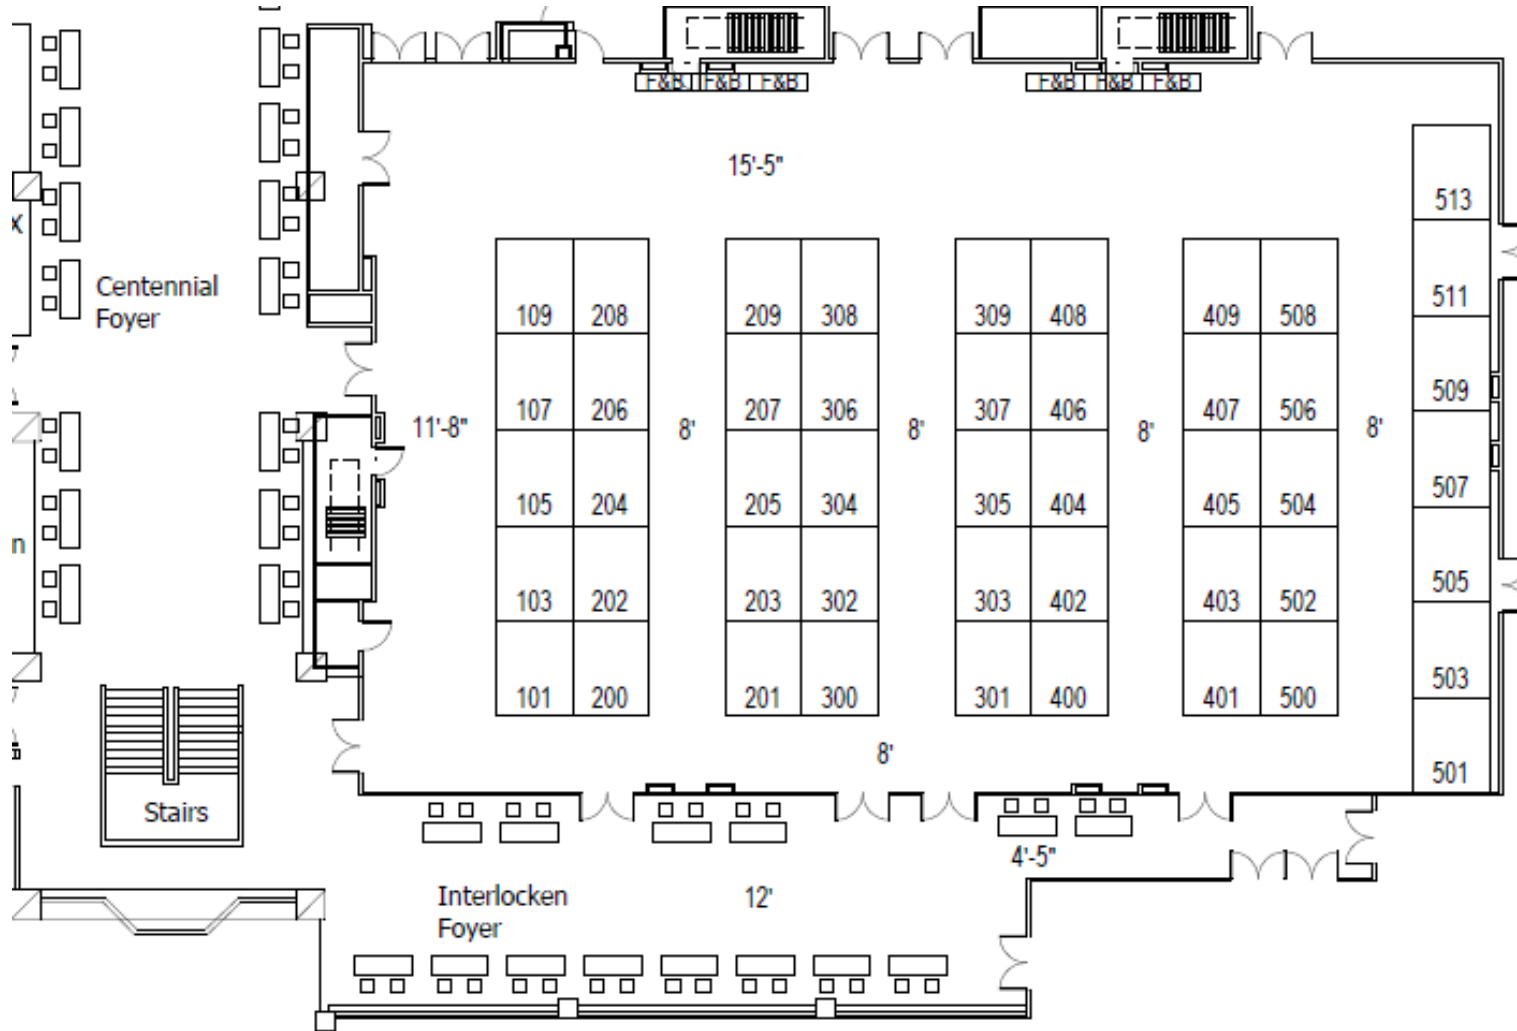 F&B F&B F&B
F&B F&B F&B
15'-5"
513
X
Centennial
Foyer
511
109 208 209 308 309 408 409 508
509
107 206 207 306 307 406 407 506
11'-8" 8' 8' 8' 8'
507
105 204 205 304 305 404 405 504
n
505
103 202 203 302 303 402 403 502
503
101 200 201 300 301 400 401 500
8'
501
Stairs
4'-5"
Interlocken
Foyer
12'